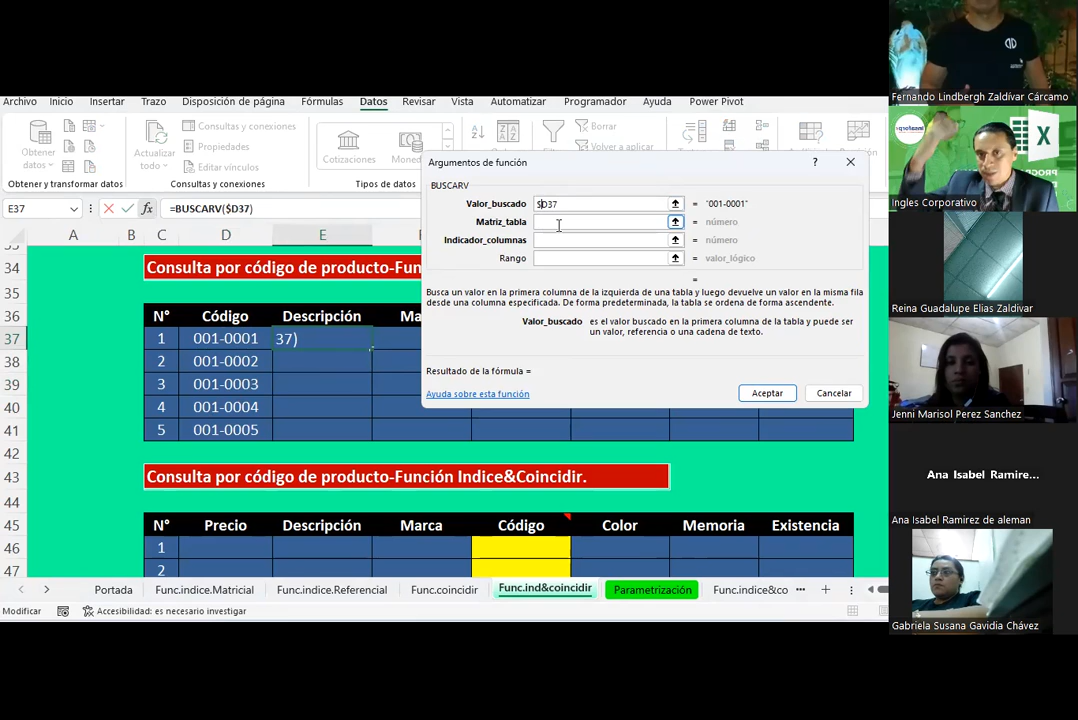 Archivo Inicio Insertar Trazo Disposición de página Fórmulas Datos Revisar Vista Automatizar Programador Ayuda Power Pivot
Obtener datos
Actualizar todo
Consultas y conexiones
Propiedades
Editar vínculos
Cotizaciones
Borrar
Volver a aplicar
Obtener y transformar datos
Consultas y conexiones
Tipos de datos
E37
fx
=BUSCARV($D37)
A B C D E
34 Consulta por código de producto-Fun
35
36 N° Código Descripción
37 1 001-0001 37)
38 2 001-0002
39 3 001-0003
40 4 001-0004
41 5 001-0005
42
43 Consulta por código de producto-Función Indice&Coincidir.
44
45 N° Precio Descripción Marca Código Color Memoria Existencia
46 1
47 2
Argumentos de función
?
BUSCARV
Valor_buscado $D37 = "001-0001"
Matriz_tabla = número
Indicador_columnas = número
Rango = valor_lógico
=
Busca un valor en la primera columna de la izquierda de una tabla y luego devuelve un valor en la misma fila
desde una columna especificada. De forma predeterminada, la tabla se ordena de forma ascendente.
Valor_buscado es el valor buscado en la primera columna de la tabla y puede ser
un valor, referencia o una cadena de texto.
Resultado de la fórmula =
Ayuda sobre esta función
Aceptar
Cancelar
Portada Func.indice.Matricial Func.indice.Referencial Func.coincidir Func.ind&coincidir Parametrización Func.indice&co
Modificar
Accesibilidad: es necesario investigar
Fernando Lindbergh Zaldívar Cárcamo
Ingles Corporativo
Reina Guadalupe Elias Zaldivar
Jenni Marisol Perez Sanchez
Ana Isabel Ramire...
Ana Isabel Ramirez de aleman
Gabriela Susana Gavidia Chávez